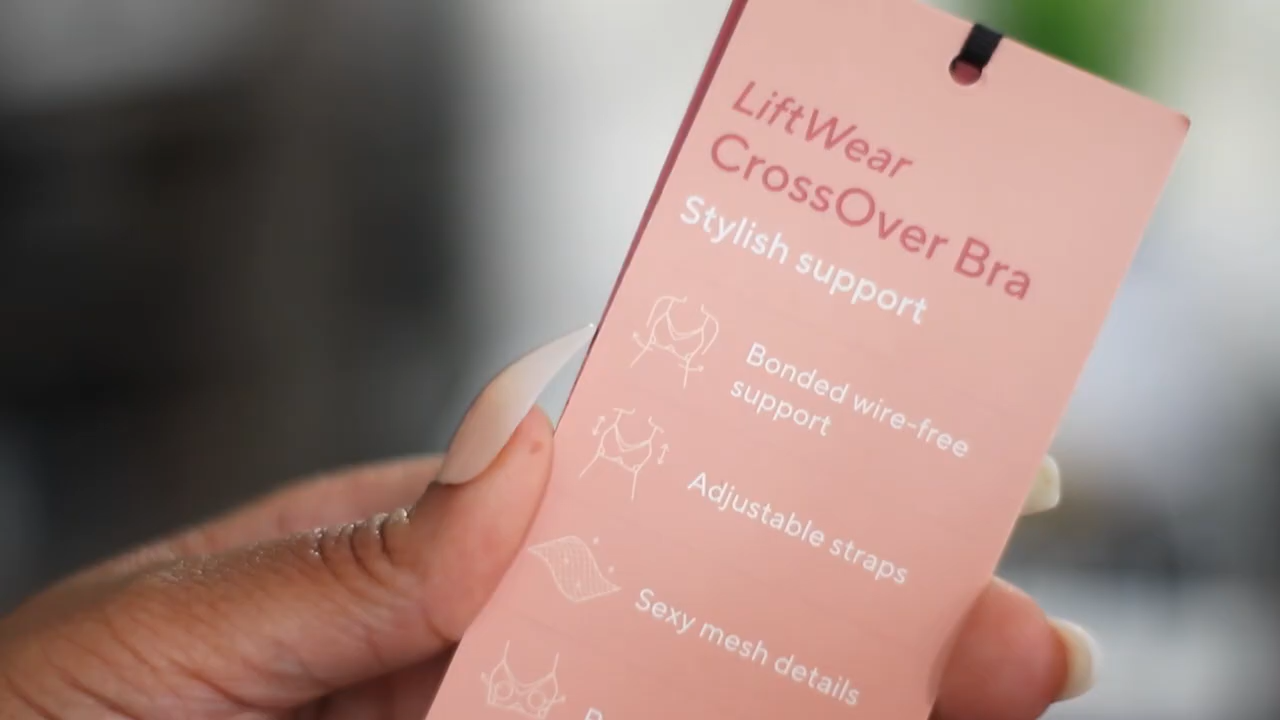 LiftWear
CrossOver Bra
Stylish support
Bonded wire-free
support
Adjustable straps
Sexy mesh details